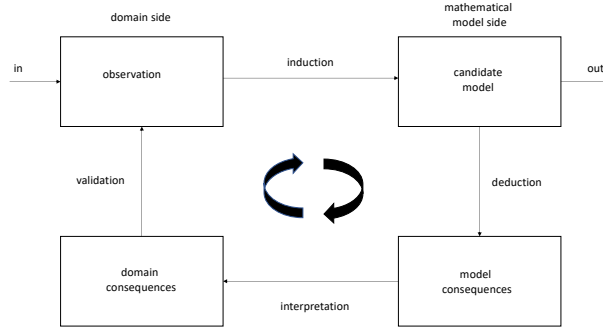 domain side
mathematical
model side
in
observation
induction
candidate
model
out
validation
deduction
domain
consequences
interpretation
model
consequences